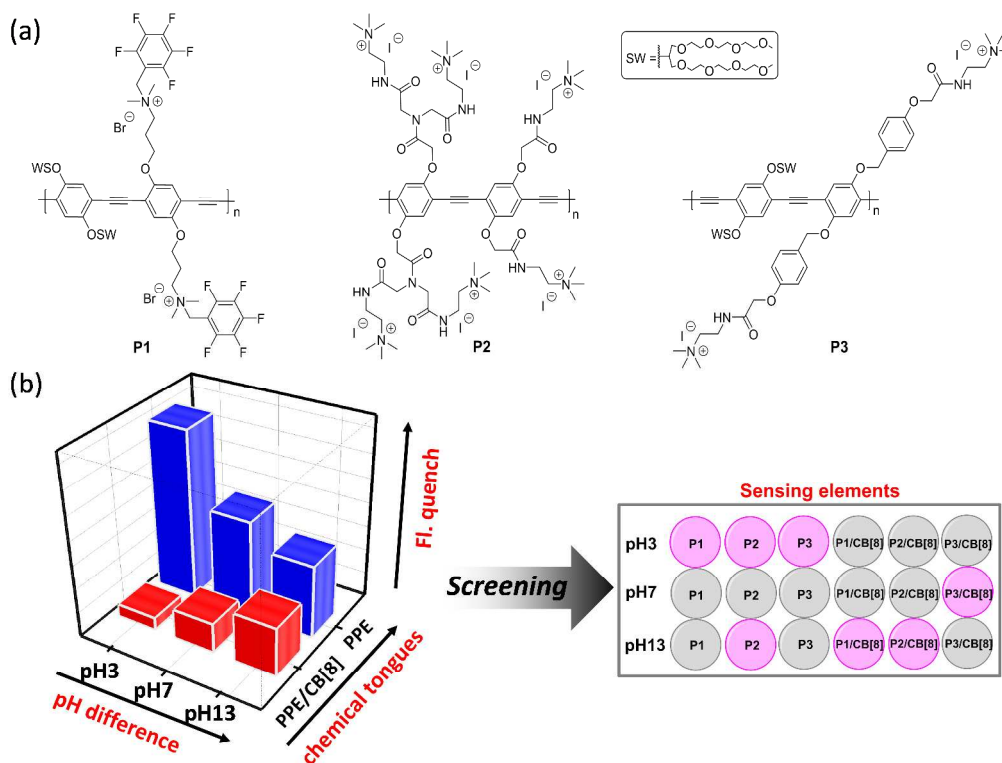 (a)
SW =
P1
P2
P3
WSO
OSW
Br
Br
F
F
F
F
F
F
F
F
F
F
n
n
n
I
I
I
I
I
I
I
I
OSW
WSO
(b)
Fl. quench
pH3
pH7
pH13
pH difference
PPE/CB[8]
PPE
chemical tongues
Screening
Sensing elements
pH3 P1 P2 P3 P1/CB[8] P2/CB[8] P3/CB[8]
pH7 P1 P2 P3 P1/CB[8] P2/CB[8] P3/CB[8]
pH13 P1 P2 P3 P1/CB[8] P2/CB[8] P3/CB[8]